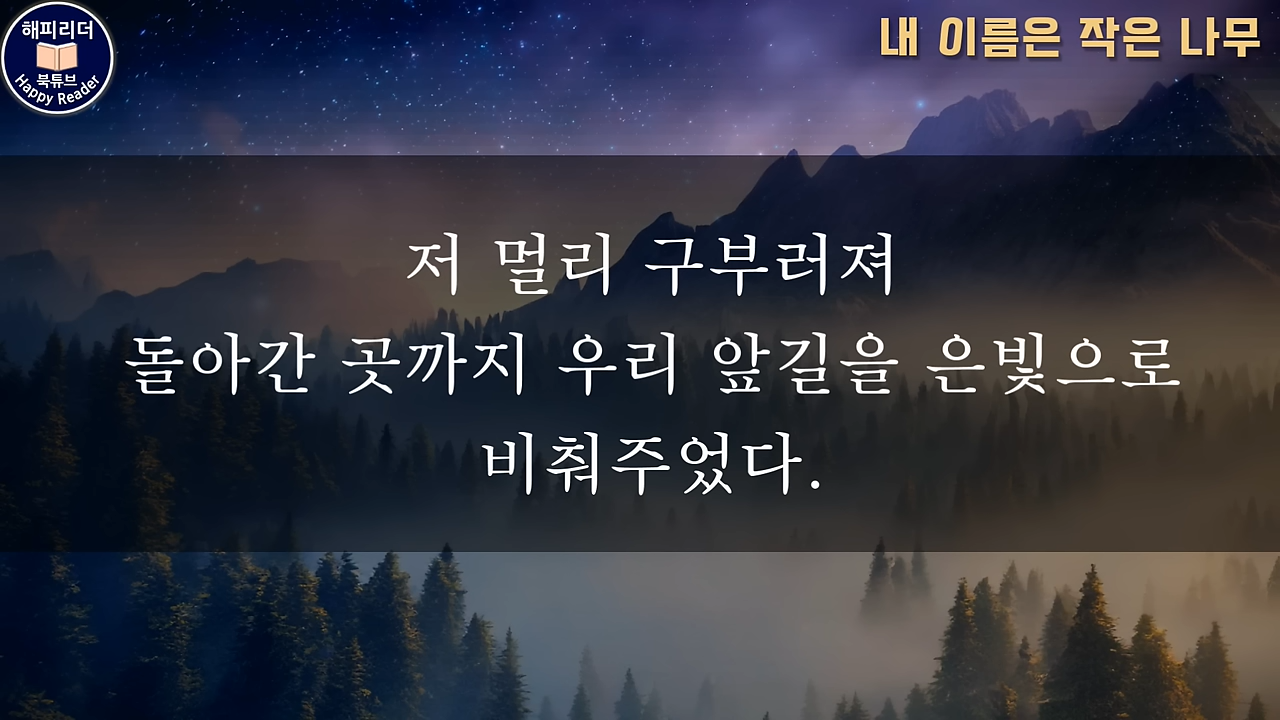 해피리더
북튜브
Happy Reader
내 이름은 작은 나무
저 멀리 구부러져
돌아간 곳까지 우리 앞길을 은빛으로
비춰주었다.